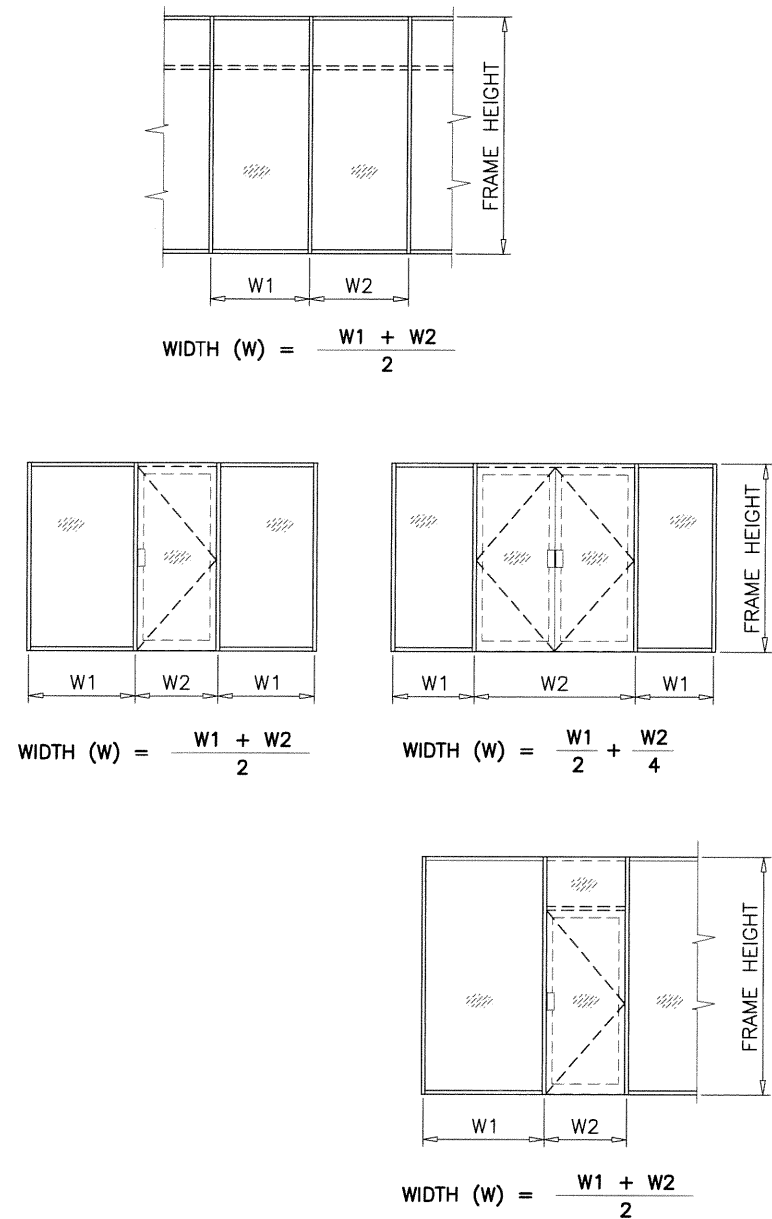 FRAME HEIGHT
W1 W2
WIDTH (W) = W1 + W2
2
W1 W2 W1
WIDTH (W) = W1 + W2
2
FRAME HEIGHT
W1 W2 W1
WIDTH (W) = W1 + W2
2 4
FRAME HEIGHT
W1 W2
WIDTH (W) = W1 + W2
2